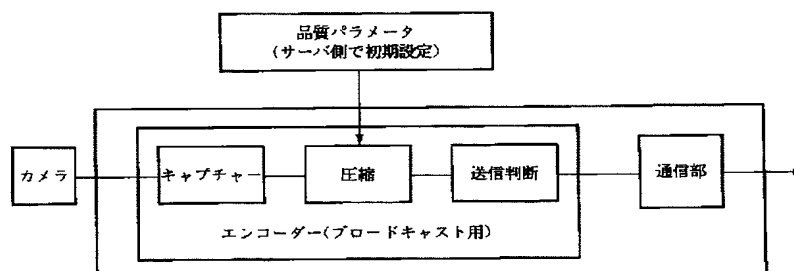 品質パラメータ
(サーバ側で初期設定)
カメラ
キャプチャー
圧縮
送信判断
通信部
エンコーダー(ブロードキャスト用)